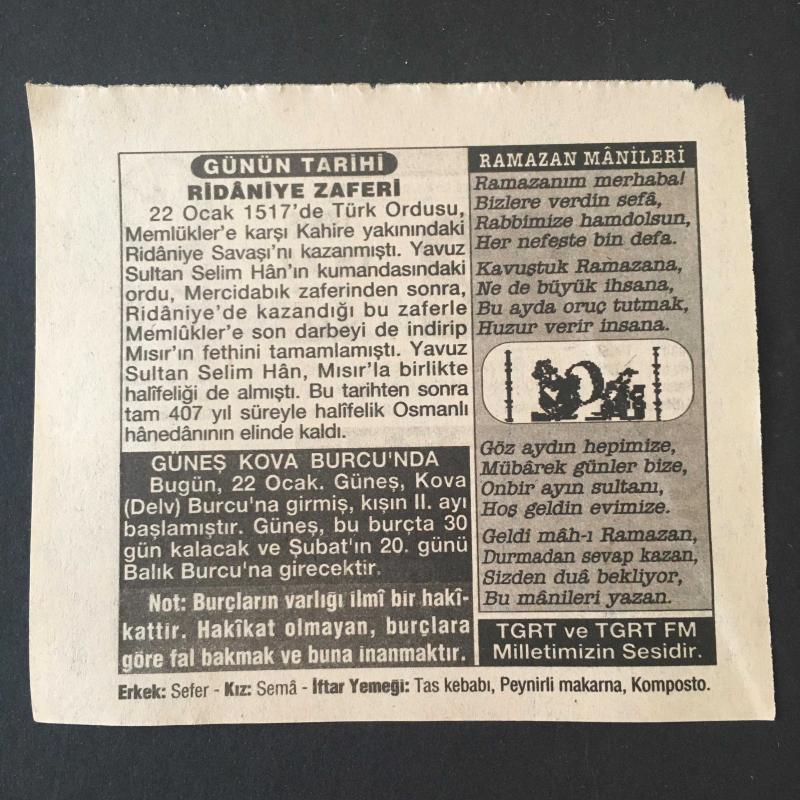 GÜNÜN TARİHİ
RİDÂNİYE ZAFERİ
22 Ocak 1517'de Türk Ordusu,
Memlükler'e karşı Kahire yakınındaki
Ridâniye Savaşı'nı kazanmıştı. Yavuz
Sultan Selim Hân'ın kumandasındaki
ordu, Mercidabık zaferinden sonra,
Ridâniye'de kazandığı bu zaferle
Memlûkler'e son darbeyi de indirip
Mısır'ın fethini tamamlamıştı. Yavuz
Sultan Selim Hân, Mısır'la birlikte
halîfeliği de almıştı. Bu tarihten sonra
tam 407 yıl süreyle halîfelik Osmanlı
hânedânının elinde kaldı.
GÜNEŞ KOVA BURCU'NDA
Bugün, 22 Ocak. Güneş, Kova
(Delv) Burcu'na girmiş, kışın II. ayı
başlamıştır. Güneş, bu burçta 30
gün kalacak ve Şubat'ın 20. günü
Balık Burcu'na girecektir.
Not: Burçların varlığı ilmî bir hakî-
kattir. Hakîkat olmayan, burçlara
göre fal bakmak ve buna inanmaktır.
RAMAZAN MÂNİLERİ
Ramazanım merhaba!
Bizlere verdin sefâ,
Rabbimize hamdolsun,
Her nefeste bin defa.
Kavuştuk Ramazana,
Ne de büyük ihsana,
Bu ayda oruç tutmak,
Huzur verir insana.
Göz aydın hepimize,
Mübârek günler bize,
Onbir ayın sultanı,
Hoş geldin evimize.
Geldi mâh-ı Ramazan,
Durmadan sevap kazan,
Sizden duâ bekliyor,
Bu mânileri yazan.
TGRT ve TGRT FM
Milletimizin Sesidir.
Erkek: Sefer - Kız: Semâ - İftar Yemeği: Tas kebabı, Peynirli makarna, Komposto.